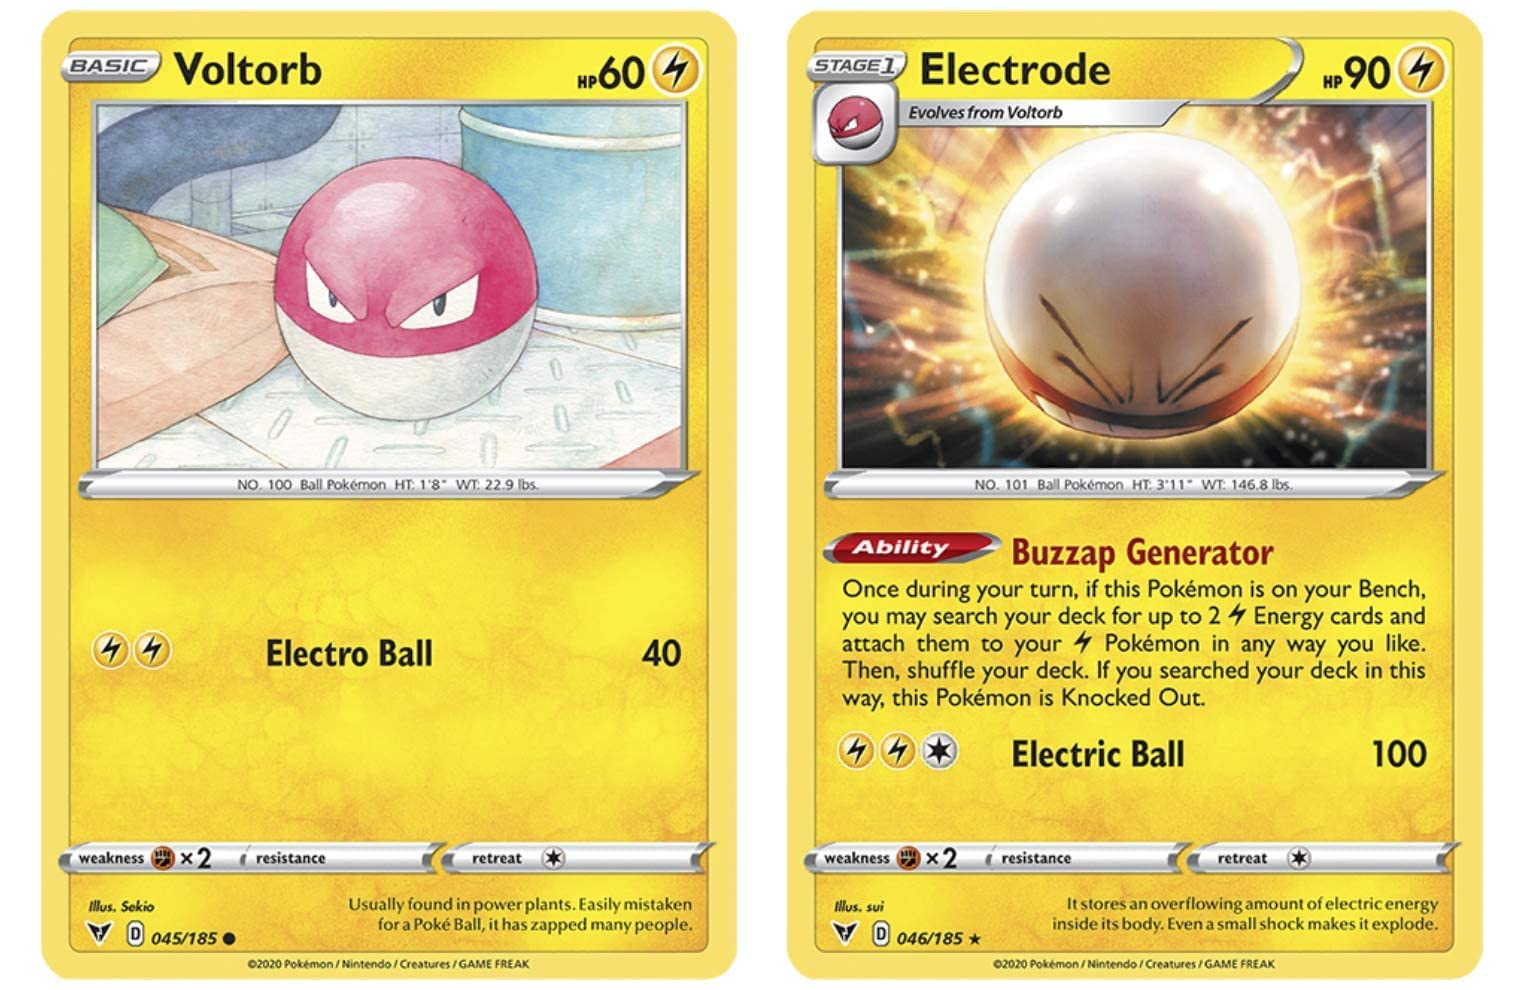 BASIC Voltorb HP60
NO. 100 Ball Pokémon HT: 1'8" WT: 22.9 lbs.
Electro Ball 40
weakness ×2 resistance retreat
Illus. Sekio
Usually found in power plants. Easily mistaken
for a Poké Ball, it has zapped many people.
D 045/185
©2020 Pokémon / Nintendo / Creatures / GAME FREAK
STAGE1 Electrode HP90
Evolves from Voltorb
NO. 101 Ball Pokémon HT: 3'11" WT: 146.8 lbs.
Ability Buzzap Generator
Once during your turn, if this Pokémon is on your Bench,
you may search your deck for up to 2 Energy cards and
attach them to your Pokémon in any way you like.
Then, shuffle your deck. If you searched your deck in this
way, this Pokémon is Knocked Out.
Electric Ball 100
weakness ×2 resistance retreat
Illus. sui
It stores an overflowing amount of electric energy
inside its body. Even a small shock makes it explode.
D 046/185
©2020 Pokémon / Nintendo / Creatures / GAME FREAK